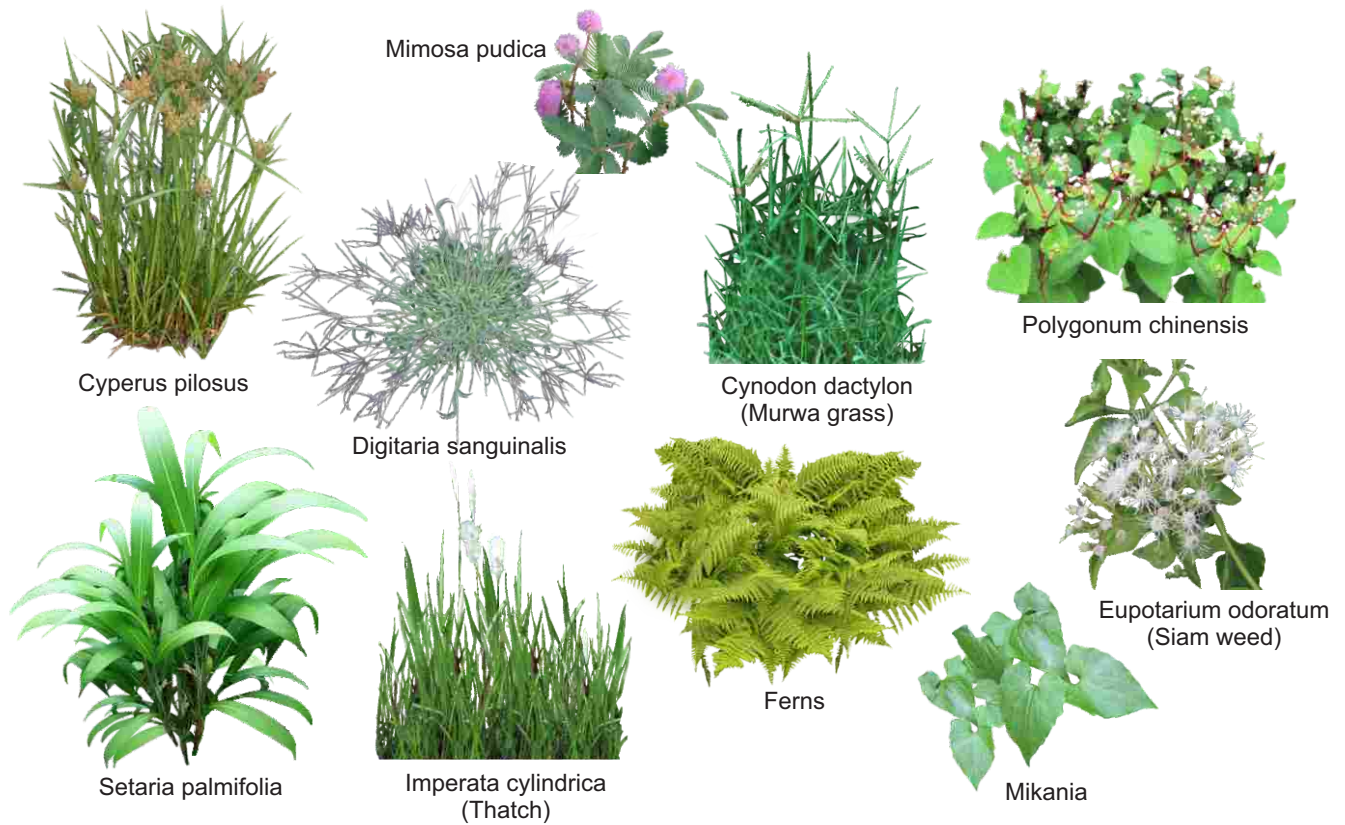 Mimosa pudica
Cyperus pilosus
Digitaria sanguinalis
Cynodon dactylon
(Murwa grass)
Polygonum chinensis
Setaria palmifolia
Imperata cylindrica
(Thatch)
Ferns
Eupotarium odoratum
(Siam weed)
Mikania